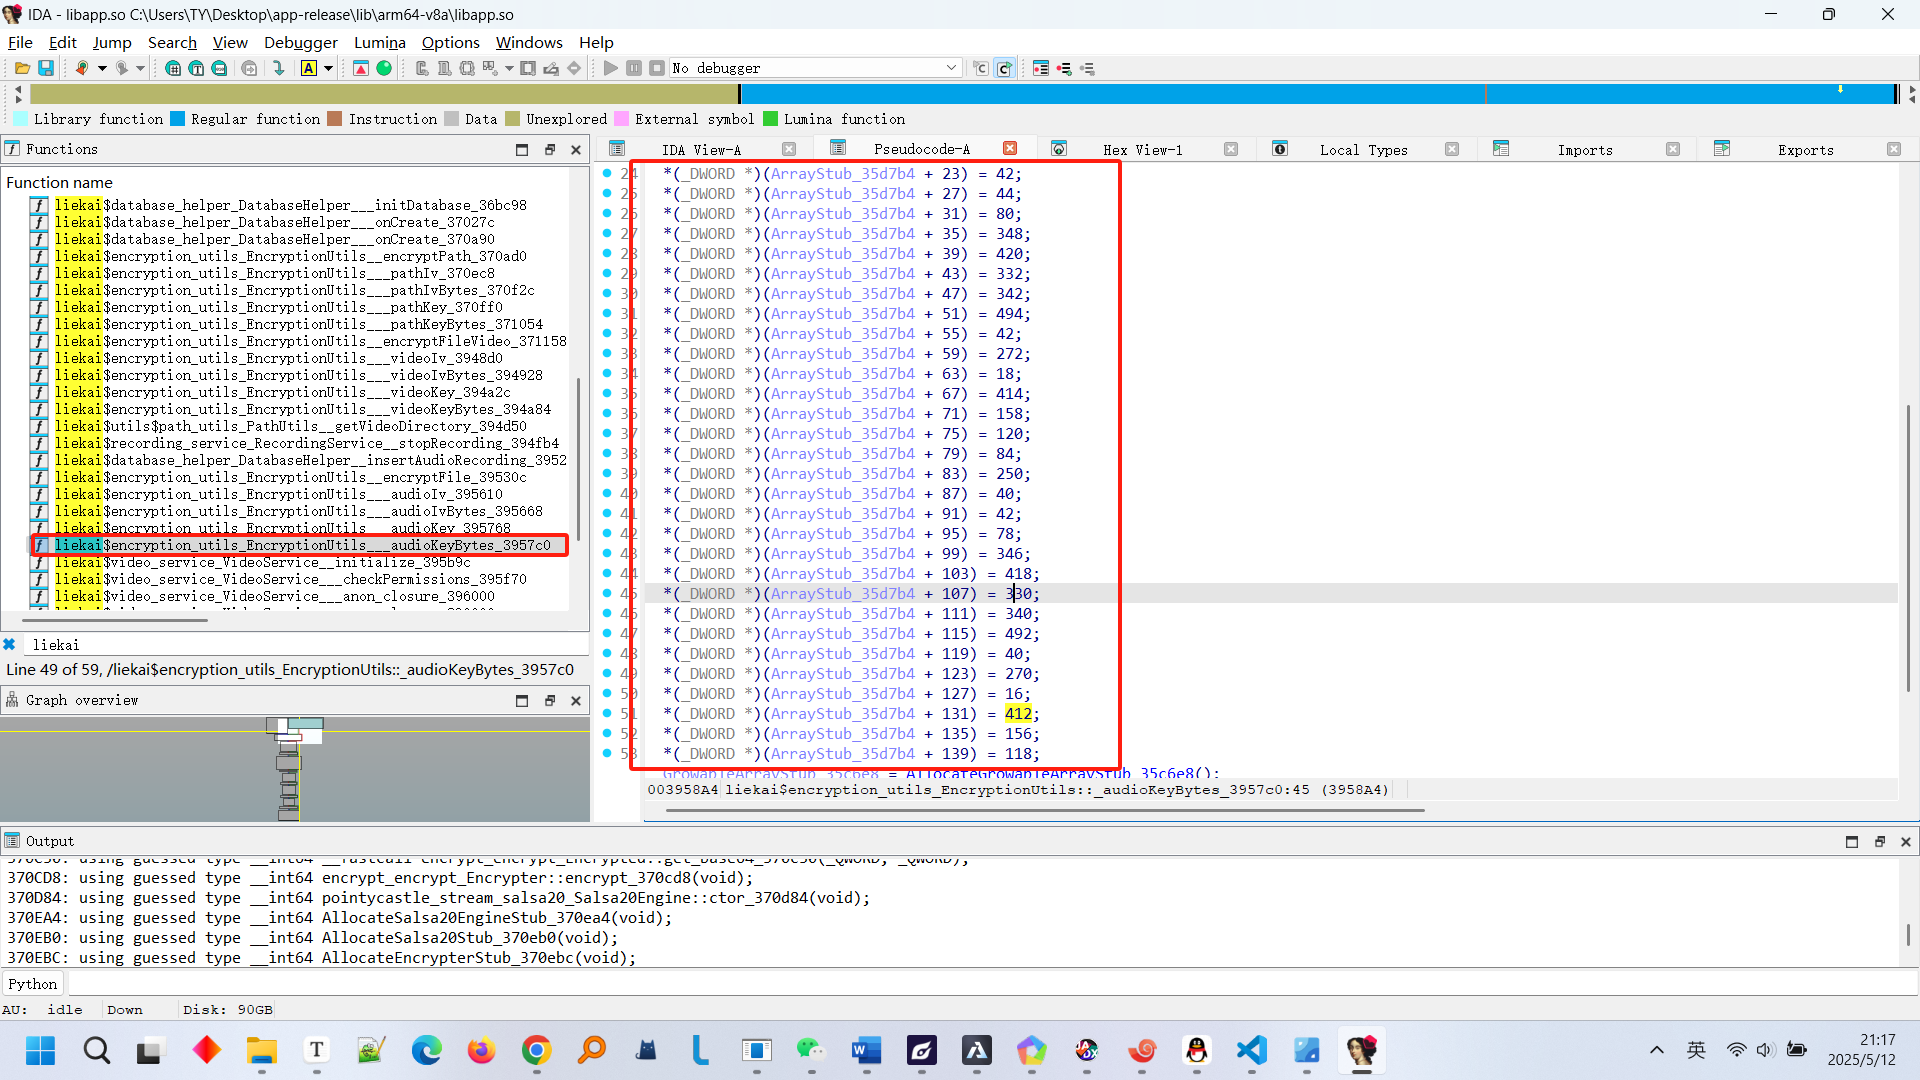 IDA - libapp.so C:\Users\TY\Desktop\app-release\lib\arm64-v8a\libapp.so
File Edit Jump Search View Debugger Lumina Options Windows Help
No debugger
Library function Regular function Instruction Data Unexplored External symbol Lumina function
Functions
IDA View-A Pseudocode-A Hex View-1 Local Types Imports Exports
Function name
liekai$database_helper_DatabaseHelper___initDatabase_36bc98
liekai$database_helper_DatabaseHelper___onCreate_37027c
liekai$database_helper_DatabaseHelper___onCreate_370a90
liekai$encryption_utils_EncryptionUtils__encryptPath_370ad0
liekai$encryption_utils_EncryptionUtils___pathIv_370ec8
liekai$encryption_utils_EncryptionUtils___pathIvBytes_370f2c
liekai$encryption_utils_EncryptionUtils___pathKey_370ff0
liekai$encryption_utils_EncryptionUtils___pathKeyBytes_371054
liekai$encryption_utils_EncryptionUtils__encryptFileVideo_371158
liekai$encryption_utils_EncryptionUtils___videoIv_3948d0
liekai$encryption_utils_EncryptionUtils___videoIvBytes_394928
liekai$encryption_utils_EncryptionUtils___videoKey_394a2c
liekai$encryption_utils_EncryptionUtils___videoKeyBytes_394a84
liekai$utils$path_utils_PathUtils__getVideoDirectory_394d50
liekai$recording_service_RecordingService__stopRecording_394fb4
liekai$database_helper_DatabaseHelper__insertAudioRecording_3952
liekai$encryption_utils_EncryptionUtils__encryptFile_39530c
liekai$encryption_utils_EncryptionUtils___audioIv_395610
liekai$encryption_utils_EncryptionUtils___audioIvBytes_395668
liekai$encryption_utils_EncryptionUtils___audioKey_395768
liekai$encryption_utils_EncryptionUtils___audioKeyBytes_3957c0
liekai$video_service_VideoService___initialize_395b9c
liekai$video_service_VideoService___checkPermissions_395f70
liekai$video_service_VideoService___anon_closure_396000
liekai
Line 49 of 59, /liekai$encryption_utils_EncryptionUtils::_audioKeyBytes_3957c0
Graph overview
24 *(_DWORD *)(ArrayStub_35d7b4 + 23) = 42;
25 *(_DWORD *)(ArrayStub_35d7b4 + 27) = 44;
26 *(_DWORD *)(ArrayStub_35d7b4 + 31) = 80;
27 *(_DWORD *)(ArrayStub_35d7b4 + 35) = 348;
28 *(_DWORD *)(ArrayStub_35d7b4 + 39) = 420;
29 *(_DWORD *)(ArrayStub_35d7b4 + 43) = 332;
30 *(_DWORD *)(ArrayStub_35d7b4 + 47) = 342;
31 *(_DWORD *)(ArrayStub_35d7b4 + 51) = 494;
32 *(_DWORD *)(ArrayStub_35d7b4 + 55) = 42;
33 *(_DWORD *)(ArrayStub_35d7b4 + 59) = 272;
34 *(_DWORD *)(ArrayStub_35d7b4 + 63) = 18;
35 *(_DWORD *)(ArrayStub_35d7b4 + 67) = 414;
36 *(_DWORD *)(ArrayStub_35d7b4 + 71) = 158;
37 *(_DWORD *)(ArrayStub_35d7b4 + 75) = 120;
38 *(_DWORD *)(ArrayStub_35d7b4 + 79) = 84;
39 *(_DWORD *)(ArrayStub_35d7b4 + 83) = 250;
40 *(_DWORD *)(ArrayStub_35d7b4 + 87) = 40;
41 *(_DWORD *)(ArrayStub_35d7b4 + 91) = 42;
42 *(_DWORD *)(ArrayStub_35d7b4 + 95) = 78;
43 *(_DWORD *)(ArrayStub_35d7b4 + 99) = 346;
44 *(_DWORD *)(ArrayStub_35d7b4 + 103) = 418;
45 *(_DWORD *)(ArrayStub_35d7b4 + 107) = 330;
46 *(_DWORD *)(ArrayStub_35d7b4 + 111) = 340;
47 *(_DWORD *)(ArrayStub_35d7b4 + 115) = 492;
48 *(_DWORD *)(ArrayStub_35d7b4 + 119) = 40;
49 *(_DWORD *)(ArrayStub_35d7b4 + 123) = 270;
50 *(_DWORD *)(ArrayStub_35d7b4 + 127) = 16;
51 *(_DWORD *)(ArrayStub_35d7b4 + 131) = 412;
52 *(_DWORD *)(ArrayStub_35d7b4 + 135) = 156;
53 *(_DWORD *)(ArrayStub_35d7b4 + 139) = 118;
GrowableArrayStub_35c6e8 = AllocateGrowableArrayStub_35c6e8();
003958A4 liekai$encryption_utils_EncryptionUtils::_audioKeyBytes_3957c0:45 (3958A4)
Output
370C50: using guessed type __int64 __fastcall encrypt_encrypt_Encrypted::get_base64_370c50(_QWORD, _QWORD);
370CD8: using guessed type __int64 encrypt_encrypt_Encrypter::encrypt_370cd8(void);
370D84: using guessed type __int64 pointycastle_stream_salsa20_Salsa20Engine::ctor_370d84(void);
370EA4: using guessed type __int64 AllocateSalsa20EngineStub_370ea4(void);
370EB0: using guessed type __int64 AllocateSalsa20Stub_370eb0(void);
370EBC: using guessed type __int64 AllocateEncrypterStub_370ebc(void);
Python
AU: idle Down Disk: 90GB
英
21:17
2025/5/12